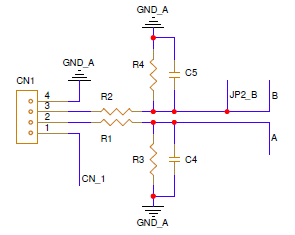 GND_A
R4
C5
GND_A
CN1
4
3
2
1
R2
R1
JP2_B
B
A
R3
C4
CN_1
GND_A